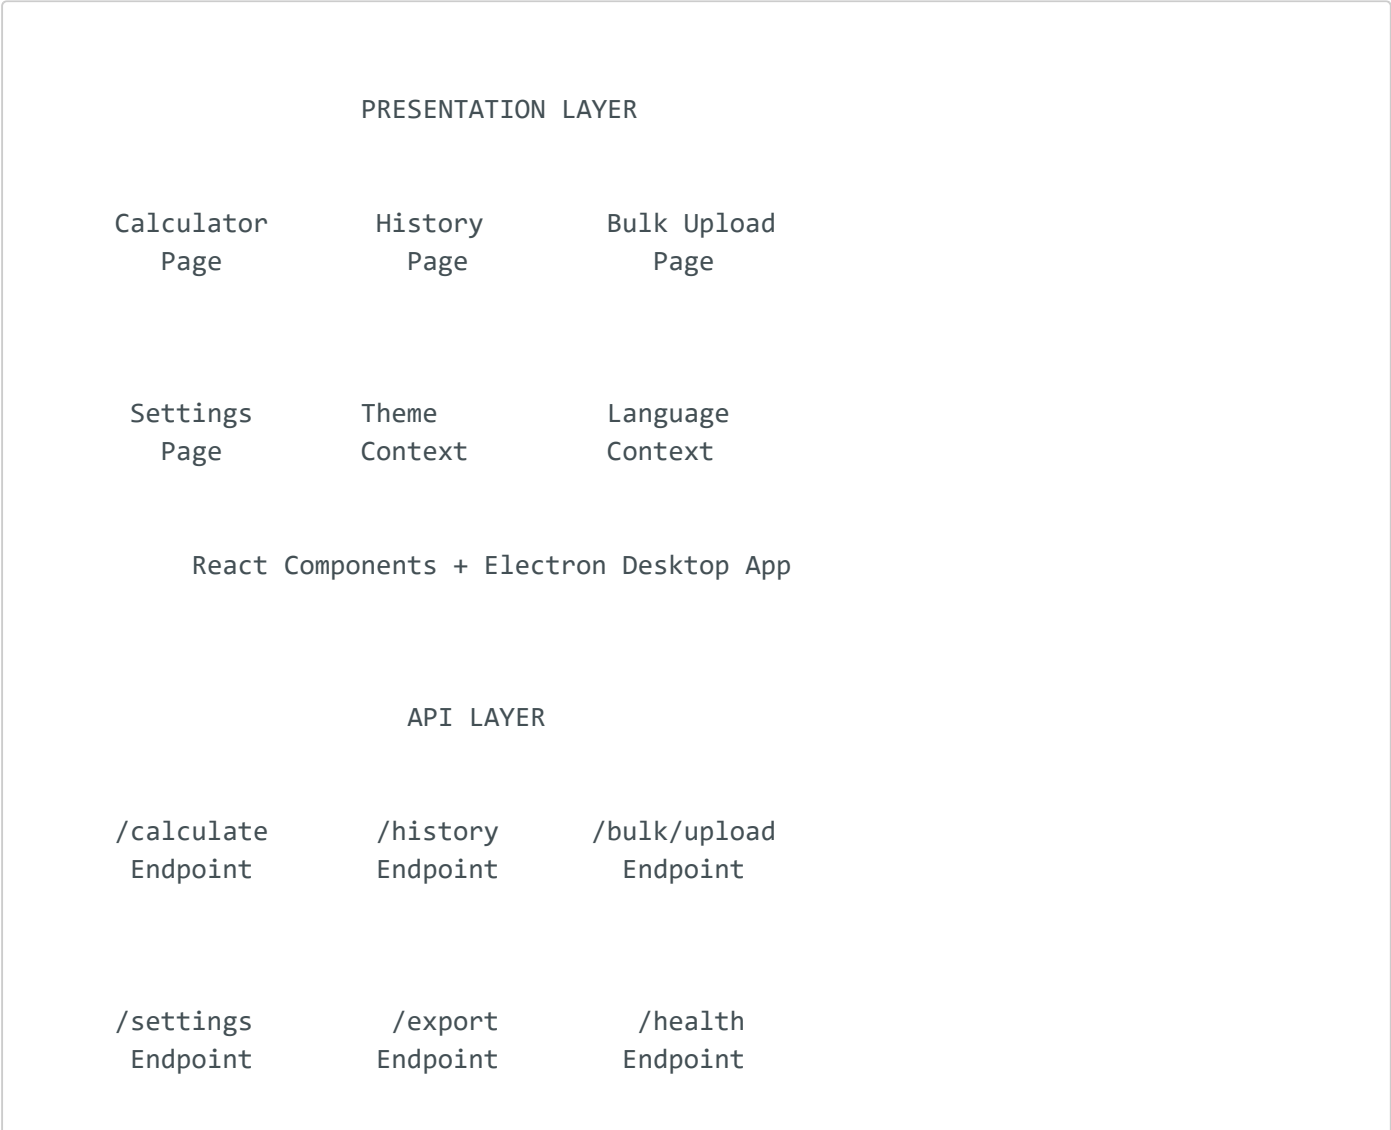 PRESENTATION LAYER
Calculator History Bulk Upload
Page Page Page
Settings Theme Language
Page Context Context
React Components + Electron Desktop App
API LAYER
/calculate /history /bulk/upload
Endpoint Endpoint Endpoint
/settings /export /health
Endpoint Endpoint Endpoint